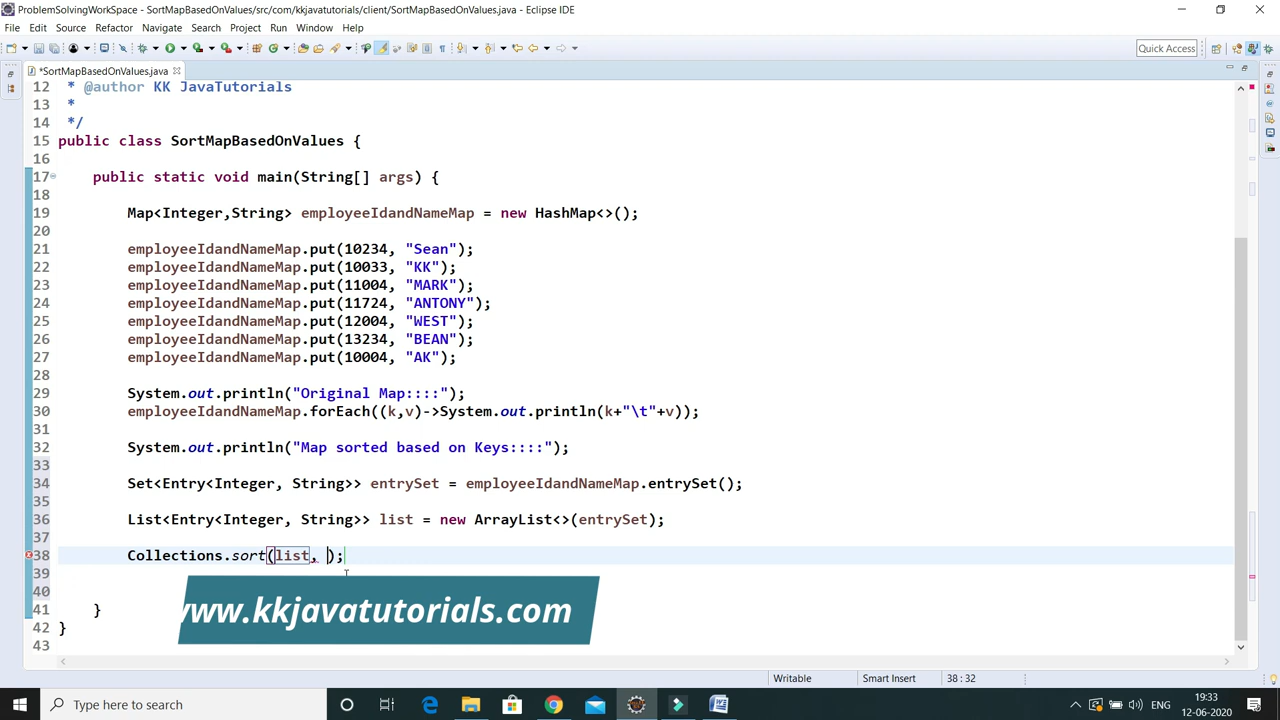 ProblemSolvingWorkSpace - SortMapBasedOnValues/src/com/kkjavatutorials/client/SortMapBasedOnValues.java - Eclipse IDE
File Edit Source Refactor Navigate Search Project Run Window Help
Quick Access
*SortMapBasedOnValues.java
12 * @author KK JavaTutorials
13 *
14 */
15 public class SortMapBasedOnValues {
16
17 public static void main(String[] args) {
18
19 Map<Integer,String> employeeIdandNameMap = new HashMap<>();
20
21 employeeIdandNameMap.put(10234, "Sean");
22 employeeIdandNameMap.put(10033, "KK");
23 employeeIdandNameMap.put(11004, "MARK");
24 employeeIdandNameMap.put(11724, "ANTONY");
25 employeeIdandNameMap.put(12004, "WEST");
26 employeeIdandNameMap.put(13234, "BEAN");
27 employeeIdandNameMap.put(10004, "AK");
28
29 System.out.println("Original Map::::");
30 employeeIdandNameMap.forEach((k,v)->System.out.println(k+"\t"+v));
31
32 System.out.println("Map sorted based on Keys::::");
33
34 Set<Entry<Integer, String>> entrySet = employeeIdandNameMap.entrySet();
35
36 List<Entry<Integer, String>> list = new ArrayList<>(entrySet);
37
38 Collections.sort(list, );
39
40
41 }
42 }
43
www.kkjavatutorials.com
Writable Smart Insert 38 : 32
Type here to search
ENG
19:33
12-06-2020